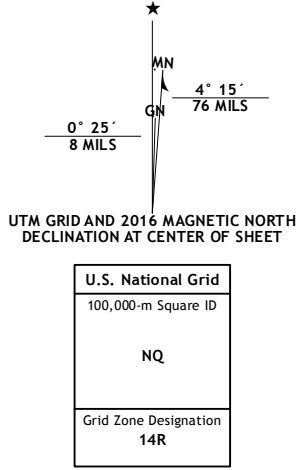 ★
MN
4° 15´
76 MILS
GN
0° 25´
8 MILS
UTM GRID AND 2016 MAGNETIC NORTH
DECLINATION AT CENTER OF SHEET
U.S. National Grid
100,000-m Square ID
NQ
Grid Zone Designation
14R